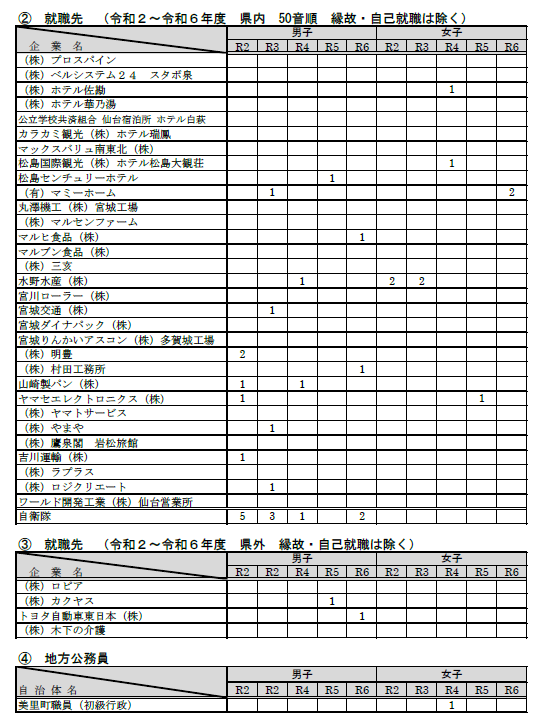 ② 就職先 （令和２～令和６年度 県内 50音順 縁故・自己就職は除く）
男子 女子
企業名 R2 R3 R4 R5 R6 R2 R3 R4 R5 R6
（株）プロスパイン
（株）ベルシステム２４ スタボ泉
（株）ホテル佐勘 1
（株）ホテル華乃湯
公立学校共済組合 仙台宿泊所 ホテル白萩
カラカミ観光（株）ホテル瑞鳳
マックスバリュ南東北（株）
松島国際観光（株）ホテル松島大観荘 1
松島センチュリーホテル 1
（有）マミーホーム 1 2
丸澤機工（株）宮城工場
（株）マルセンファーム
マルヒ食品（株） 1
マルブン食品（株）
（株）三亥
水野水産（株） 1 2 2
宮川ローラー（株）
宮城交通（株） 1
宮城ダイナパック（株）
宮城りんかいアスコン（株）多賀城工場
（株）明豊 2
（株）村田工務所 1
山崎製パン（株） 1 1
ヤマセエレクトロニクス（株） 1 1
（株）ヤマトサービス
（株）やまや 1
（株）鷹泉閣 岩松旅館
吉川運輸（株） 1
（株）ラプラス
（株）ロジクリエート 1
ワールド開発工業（株）仙台営業所
自衛隊 5 3 1 2
③ 就職先 （令和２～令和６年度 県外 縁故・自己就職は除く）
男子 女子
企業名 R2 R2 R4 R5 R6 R2 R3 R4 R5 R6
（株）ロピア
（株）カクヤス 1
トヨタ自動車東日本（株） 1
（株）木下の介護
④ 地方公務員
男子 女子
自治体名 R2 R3 R4 R5 R6 R2 R3 R4 R5 R6
美里町職員（初級行政） 1